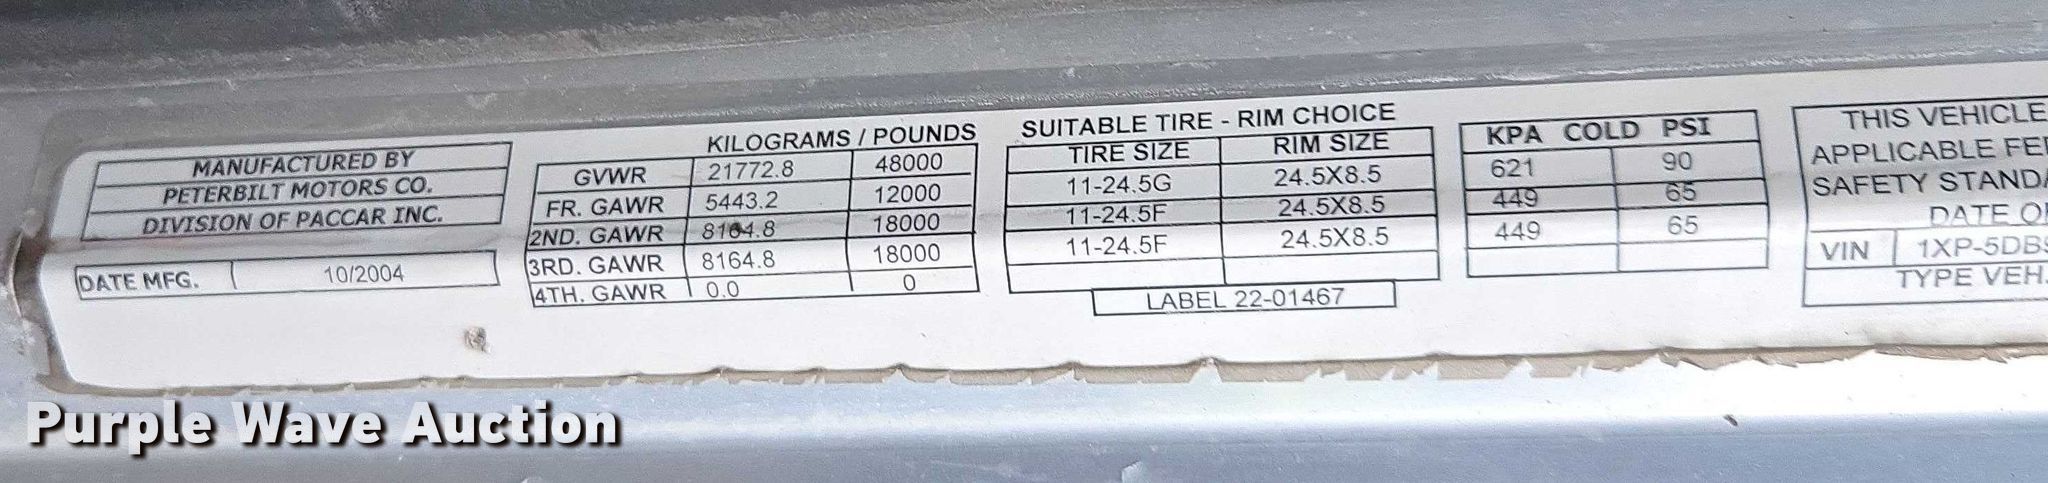 MANUFACTURED BY
PETERBILT MOTORS CO.
DIVISION OF PACCAR INC.
DATE MFG. 10/2004
KILOGRAMS / POUNDS
GVWR 21772.8 48000
FR. GAWR 5443.2 12000
2ND. GAWR 8164.8 18000
3RD. GAWR 8164.8 18000
4TH. GAWR 0.0 0
SUITABLE TIRE - RIM CHOICE
TIRE SIZE RIM SIZE
11-24.5G 24.5X8.5
11-24.5F 24.5X8.5
11-24.5F 24.5X8.5
LABEL 22-01467
KPA COLD PSI
621 90
449 65
449 65
THIS VEHICLE
APPLICABLE
SAFETY
DATE
VIN 1XP-5DB
TYPE VEH.
Purple Wave Auction